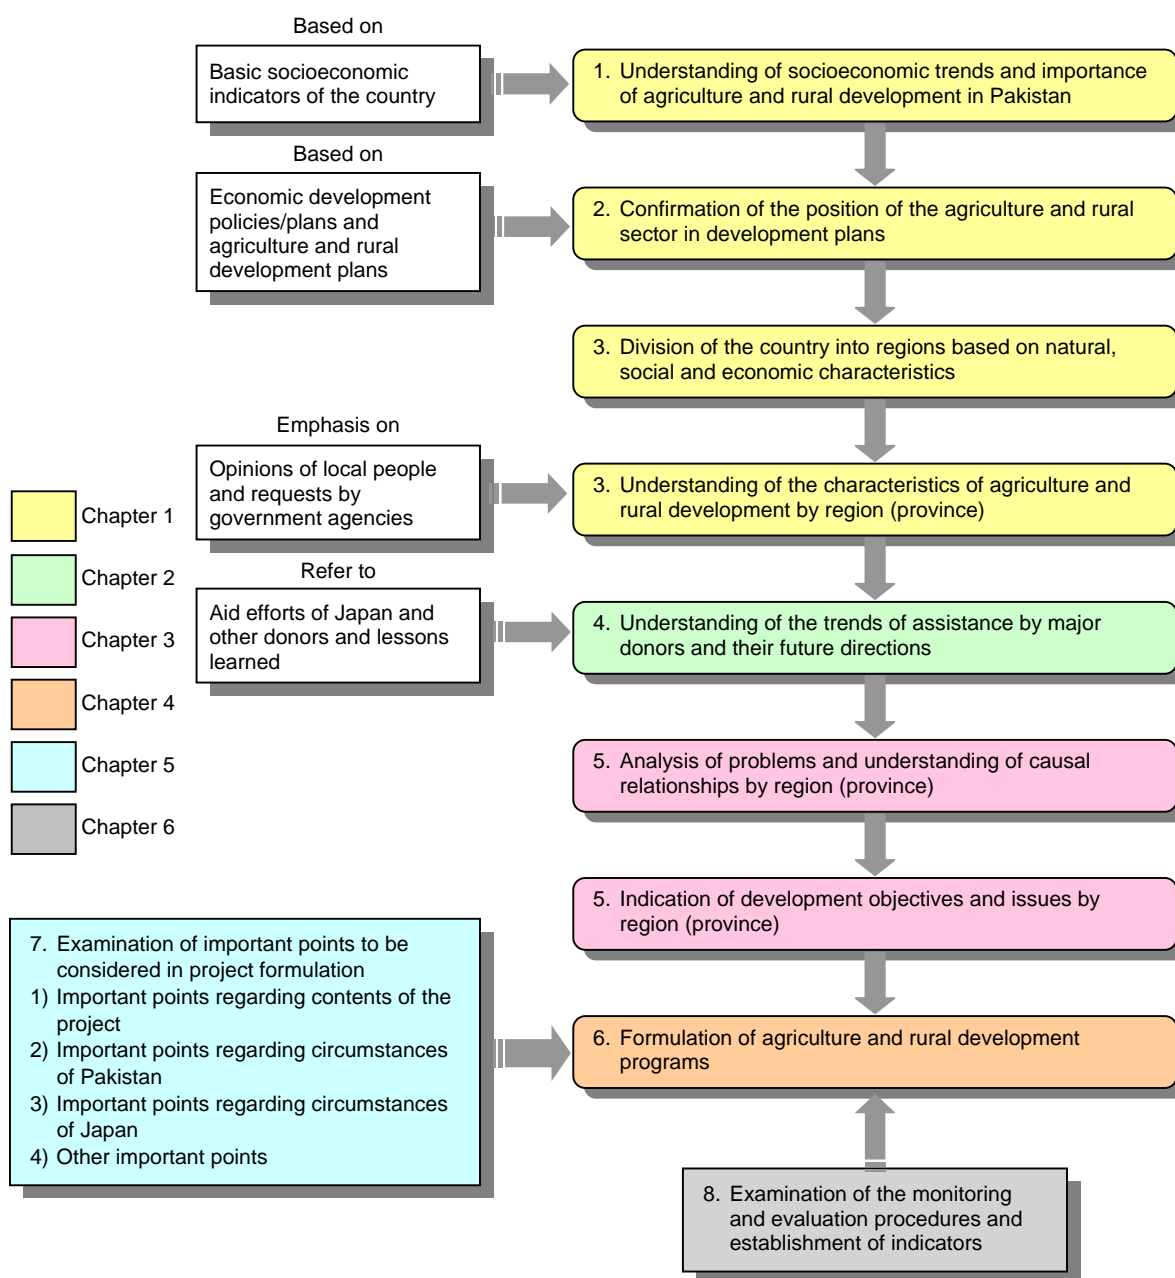 Based on
Basic socioeconomic
indicators of the country
1. Understanding of socioeconomic trends and importance
of agriculture and rural development in Pakistan
Based on
Economic development
policies/plans and
agriculture and rural
development plans
2. Confirmation of the position of the agriculture and rural
sector in development plans
3. Division of the country into regions based on natural,
social and economic characteristics
Emphasis on
Opinions of local people
and requests by
government agencies
3. Understanding of the characteristics of agriculture and
rural development by region (province)
Refer to
Aid efforts of Japan and
other donors and lessons
learned
4. Understanding of the trends of assistance by major
donors and their future directions
Chapter 1
Chapter 2
Chapter 3
Chapter 4
Chapter 5
Chapter 6
5. Analysis of problems and understanding of causal
relationships by region (province)
5. Indication of development objectives and issues by
region (province)
7. Examination of important points to be
considered in project formulation
1) Important points regarding contents of the
project
2) Important points regarding circumstances
of Pakistan
3) Important points regarding circumstances
of Japan
4) Other important points
6. Formulation of agriculture and rural development
programs
8. Examination of the monitoring
and evaluation procedures and
establishment of indicators